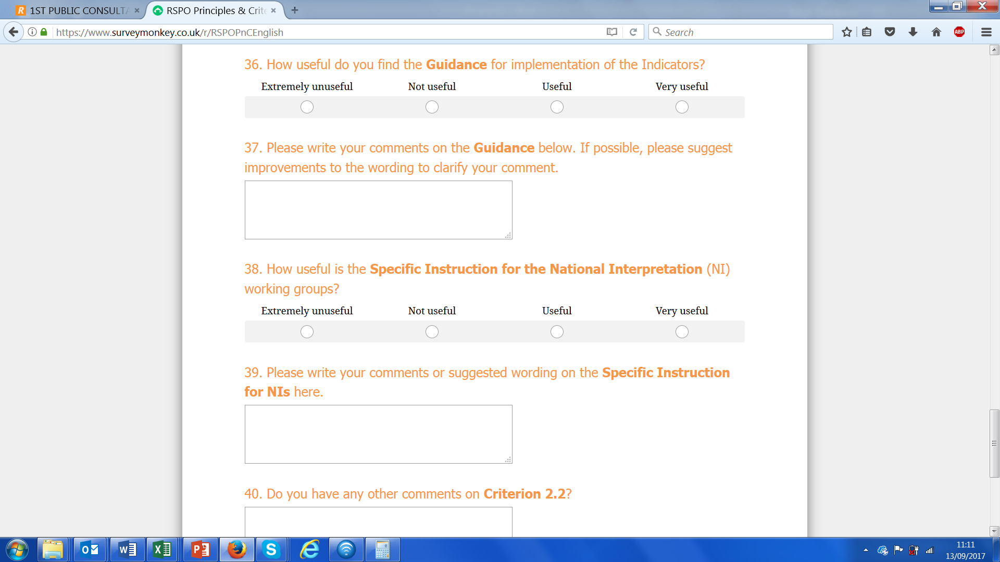 1ST PUBLIC CONSULTA
RSPO Principles & Crite
https://www.surveymonkey.co.uk/r/RSPOPnCEnglish
Search
ABP
36. How useful do you find the Guidance for implementation of the Indicators?
Extremely unuseful Not useful Useful Very useful
37. Please write your comments on the Guidance below. If possible, please suggest
improvements to the wording to clarify your comment.
38. How useful is the Specific Instruction for the National Interpretation (NI)
working groups?
Extremely unuseful Not useful Useful Very useful
39. Please write your comments or suggested wording on the Specific Instruction
for NIs here.
40. Do you have any other comments on Criterion 2.2?
11:11
13/09/2017